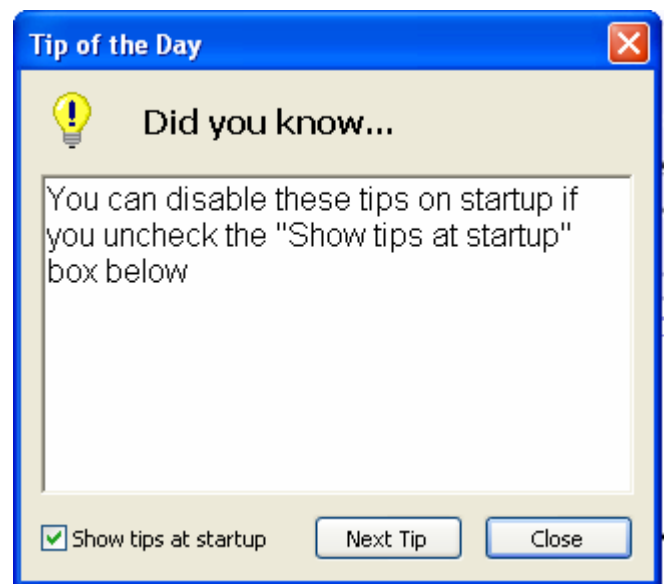 Tip of the Day
Did you know...
You can disable these tips on startup if
you uncheck the "Show tips at startup"
box below
Show tips at startup
Next Tip
Close